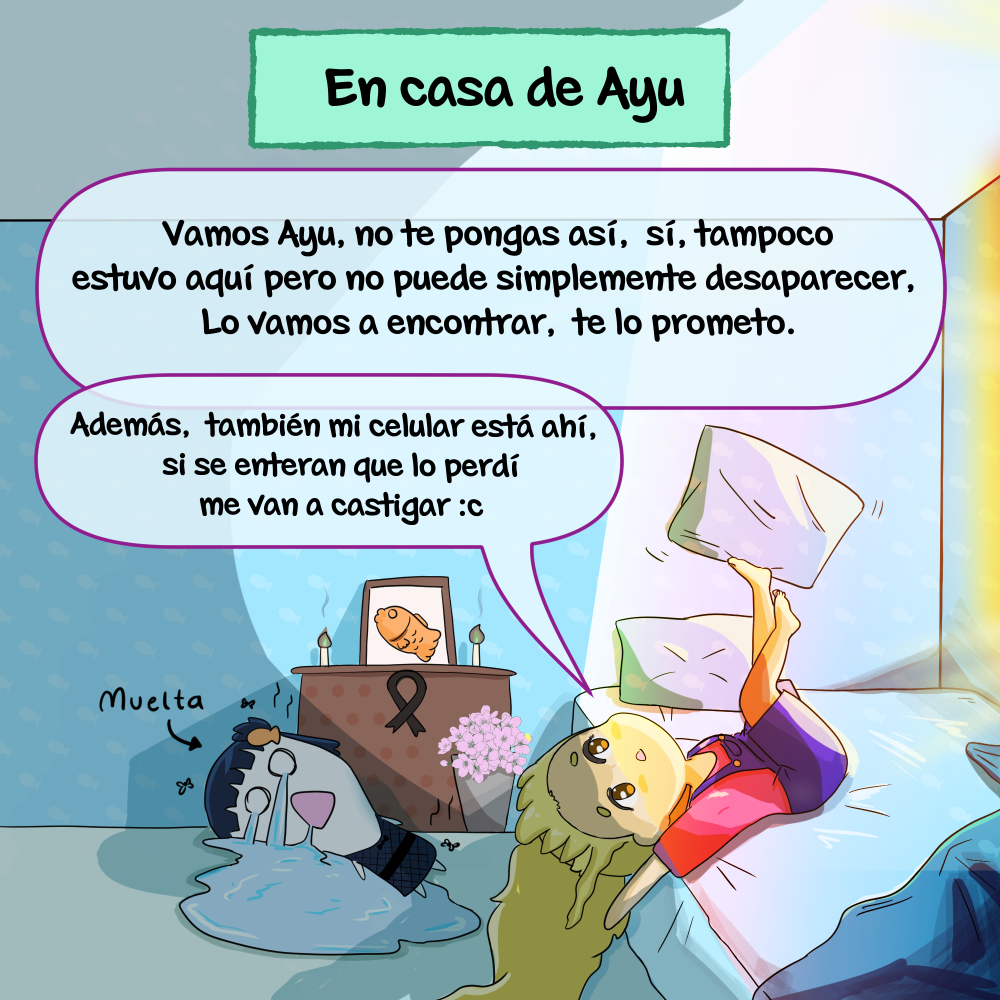 En casa de Ayu
Vamos Ayu, no te pongas así, sí, tampoco
estuvo aquí pero no puede simplemente desaparecer,
Lo vamos a encontrar, te lo prometo.
Además, también mi celular está ahí,
si se enteran que lo perdí
me van a castigar :c
Muelta